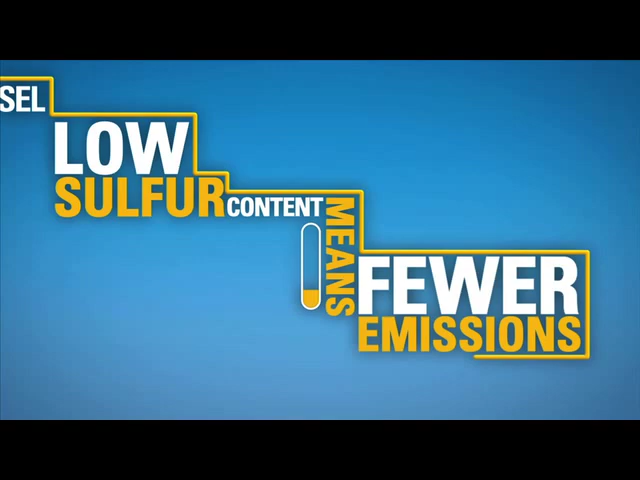 SEL
LOW
SULFUR CONTENT
MEANS
FEWER
EMISSIONS